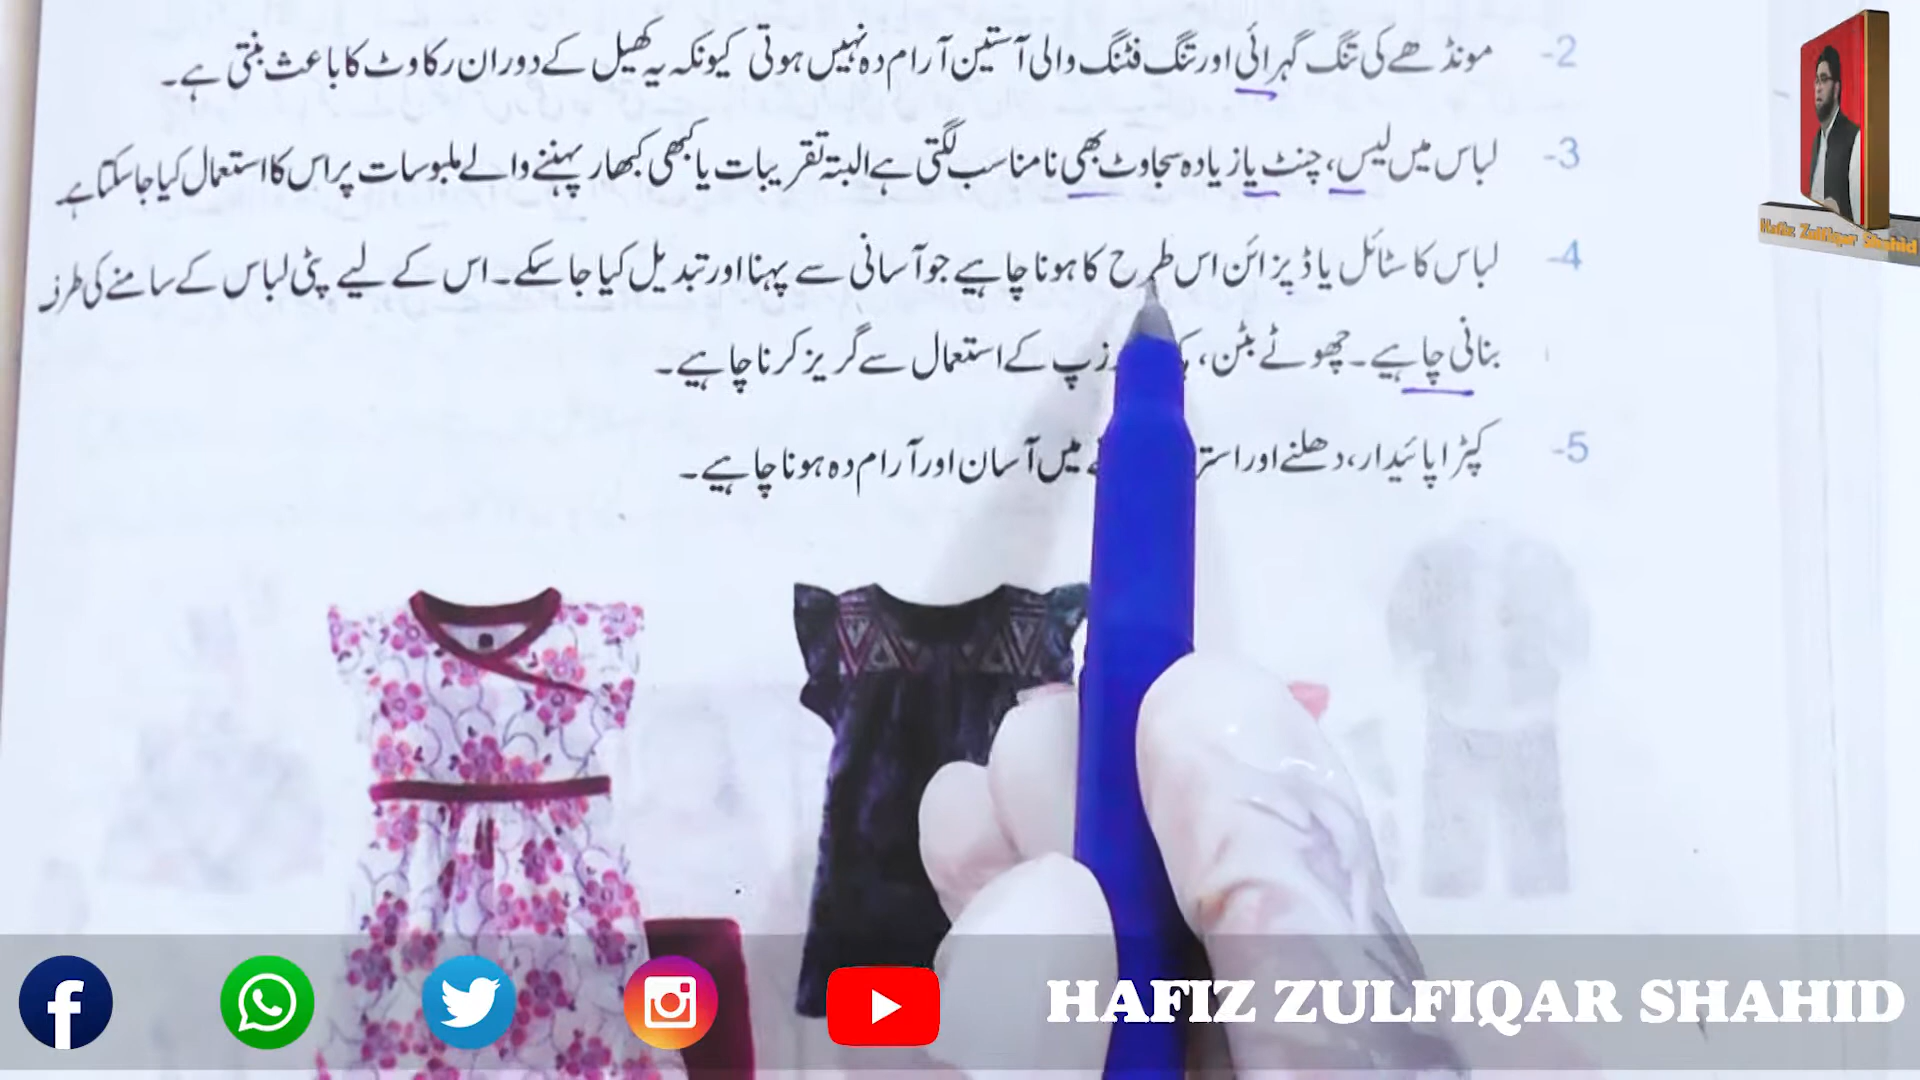 2- مونڈھے کی تنگ گہرائی اور تنگ فٹنگ والی آستین آرام دہ نہیں ہوتی کیونکہ یہ کھیل کے دوران رکاوٹ کا باعث بنتی ہے۔
3- لباس میں لیس، چنٹ یا زیادہ سجاوٹ بھی نامناسب لگتی ہے البتہ تقریبات یا کبھی کبھار پہننے والے ملبوسات پر اس کا استعمال کیا جا سکتا ہے
4- لباس کا سٹائل یا ڈیزائن اس طرح کا ہونا چاہیے جو آسانی سے پہنا اور تبدیل کیا جا سکے۔ اس کے لیے پٹی لباس کے سامنے کی طرف
بنانی چاہیے۔ چھوٹے بٹن، زپ کے استعمال سے گریز کرنا چاہیے۔
5- کپڑا پائیدار، دھلنے اور میں آسان اور آرام دہ ہونا چاہیے۔
Hafiz Zulfiqar Shahid
HAFIZ ZULFIQAR SHAHID